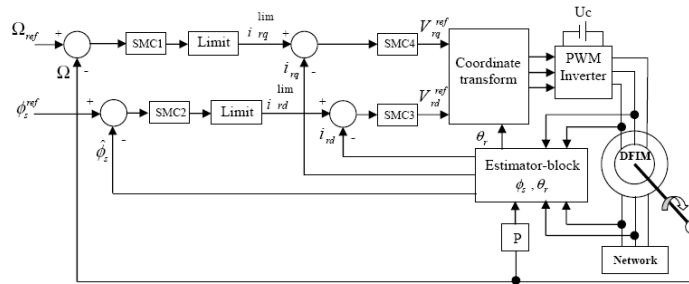 Ω_ref + - Ω SMC1 Limit i_rq^lim + - i_rq SMC4 V_rq^ref
Uc
PWM Inverter
Coordinate transform
ϕ_s^ref + - ϕ̂_s SMC2 Limit i_rd^lim + - i_rd SMC3 V_rd^ref
θ_r
Estimator-block
ϕ_s , θ_r
DFIM
P
Network